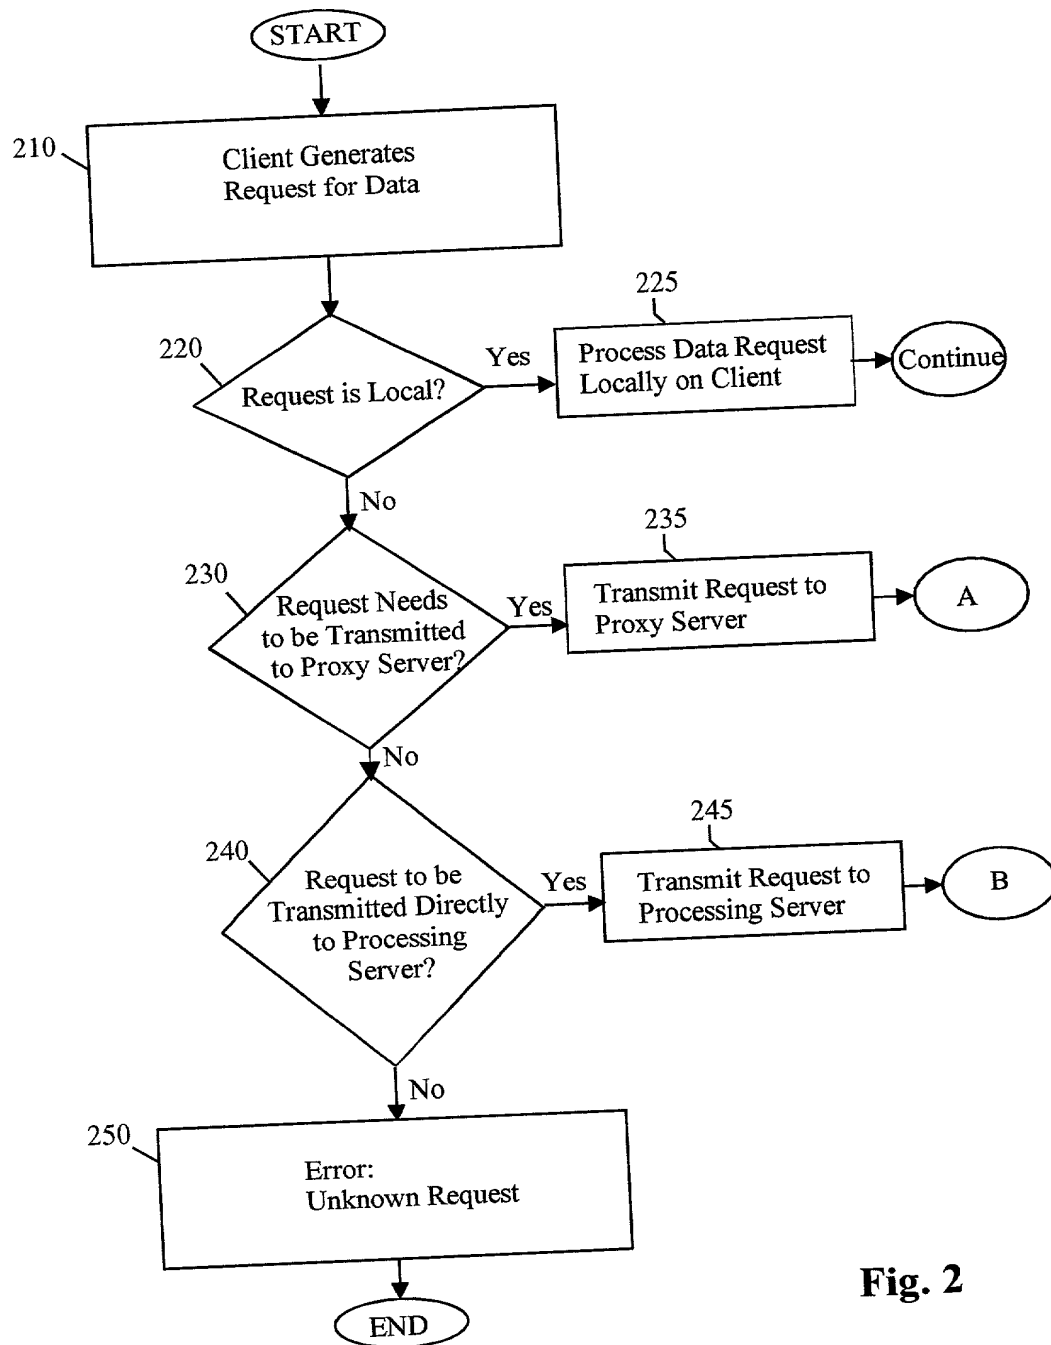 START
210
Client Generates
Request for Data
225
220
Request is Local?
Yes
Process Data Request
Locally on Client
Continue
No
235
230
Request Needs
to be Transmitted
to Proxy Server?
Yes
Transmit Request to
Proxy Server
A
No
245
240
Request to be
Transmitted Directly
to Processing
Server?
Yes
Transmit Request to
Processing Server
B
No
250
Error:
Unknown Request
END
Fig. 2